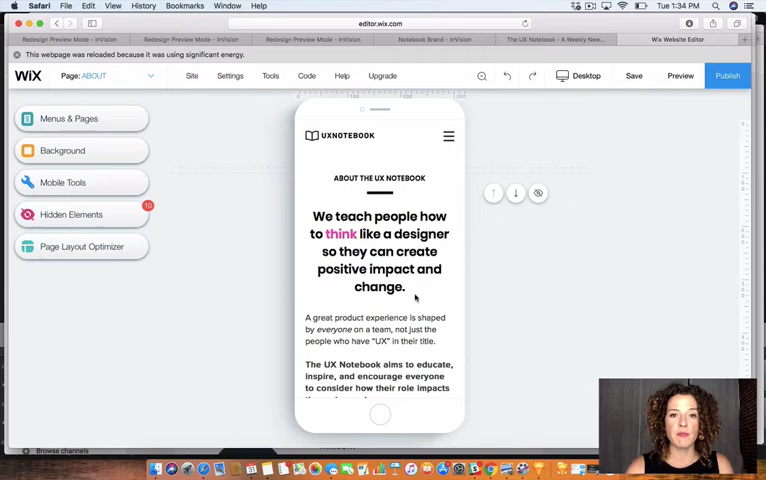 Safari File Edit View History Bookmarks Window Help Tue 1:34 PM
editor.wix.com
Redesign Preview Mode - InVision Redesign Preview Mode - InVision Redesign Preview Mode - InVision Notebook Brand - InVision The UX Notebook - A Weekly New... Wix Website Editor
This webpage was reloaded because it was using significant energy.
WiX Page: ABOUT Site Settings Tools Code Help Upgrade Desktop Save Preview Publish
Menus & Pages
Background
Mobile Tools
Hidden Elements 10
Page Layout Optimizer
UXNOTEBOOK
ABOUT THE UX NOTEBOOK
We teach people how
to think like a designer
so they can create
positive impact and
change.
A great product experience is shaped
by everyone on a team, not just the
people who have "UX" in their title.
The UX Notebook aims to educate,
inspire, and encourage everyone
to consider how their role impacts
Browse channels